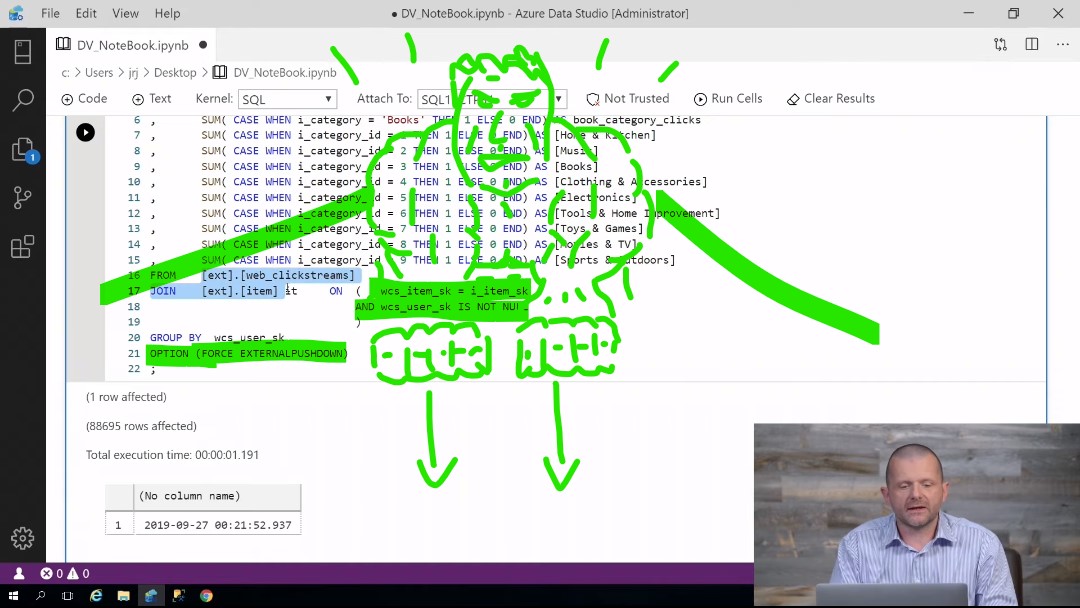 File Edit View Help
● DV_NoteBook.ipynb - Azure Data Studio [Administrator]
DV_NoteBook.ipynb ●
c: > Users > jrj > Desktop > DV_NoteBook.ipynb
Code Text Kernel: SQL Attach To: Not Trusted Run Cells Clear Results
6 , SUM( CASE WHEN i_category = 'Books' THEN 1 ELSE 0 END) AS book_category_clicks
7 , SUM( CASE WHEN i_category_id = THEN 1 ELSE 0 END) AS [Home & Kitchen]
8 , SUM( CASE WHEN i_category_id = 2 THEN 1 ELSE 0 END) AS [Music]
9 , SUM( CASE WHEN i_category_id = 3 THEN 1 ELSE 0 END) AS [Books]
10 , SUM( CASE WHEN i_category_id = 4 THEN 1 ELSE 0 END) AS [Clothing & Accessories]
11 , SUM( CASE WHEN i_category_id = 5 THEN 1 ELSE 0 END) AS [Electronics]
12 , SUM( CASE WHEN i_category_id = 6 THEN 1 ELSE 0 END) AS [Tools & Home Improvement]
13 , SUM( CASE WHEN i_category_id = 7 THEN 1 ELSE 0 END) AS [Toys & Games]
14 , SUM( CASE WHEN i_category_id = 8 THEN 1 ELSE 0 END) AS [Movies & TV]
15 , SUM( CASE WHEN i_category_id = 9 THEN 1 ELSE 0 END) AS [Sports & Outdoors]
16 FROM [ext].[web_clickstreams]
17 JOIN [ext].[item] it ON ( wcs_item_sk = i_item_sk
18 AND wcs_user_sk IS NOT NULL
19 )
20 GROUP BY wcs_user_sk
21 OPTION (FORCE EXTERNALPUSHDOWN)
22 ;
(1 row affected)
(88695 rows affected)
Total execution time: 00:00:01.191
(No column name)
1 2019-09-27 00:21:52.937
1
0 0